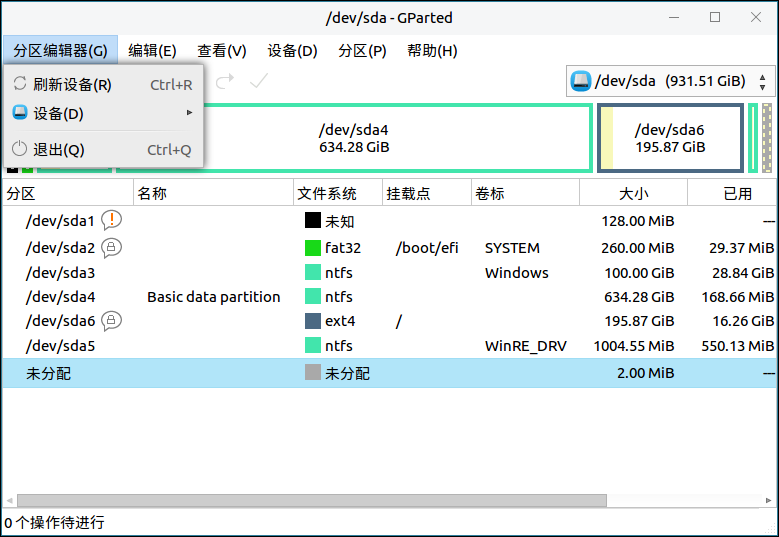 /dev/sda - GParted
分区编辑器(G) 编辑(E) 查看(V) 设备(D) 分区(P) 帮助(H)
刷新设备(R) Ctrl+R
设备(D)
退出(Q) Ctrl+Q
/dev/sda (931.51 GiB)
/dev/sda4
634.28 GiB
/dev/sda6
195.87 GiB
分区 名称 文件系统 挂载点 卷标 大小 已用
/dev/sda1 未知 128.00 MiB ---
/dev/sda2 fat32 /boot/efi SYSTEM 260.00 MiB 29.37 MiB
/dev/sda3 ntfs Windows 100.00 GiB 28.84 GiB
/dev/sda4 Basic data partition ntfs 634.28 GiB 168.66 MiB
/dev/sda6 ext4 / 195.87 GiB 16.26 GiB
/dev/sda5 ntfs WinRE_DRV 1004.55 MiB 550.13 MiB
未分配 未分配 2.00 MiB ---
0 个操作待进行